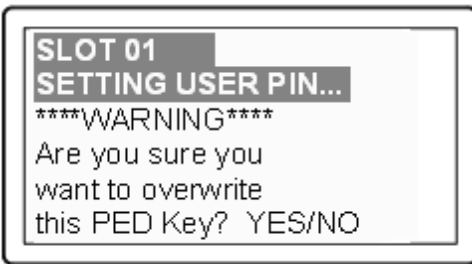 SLOT 01
SETTING USER PIN...
****WARNING****
Are you sure you
want to overwrite
this PED Key?  YES/NO